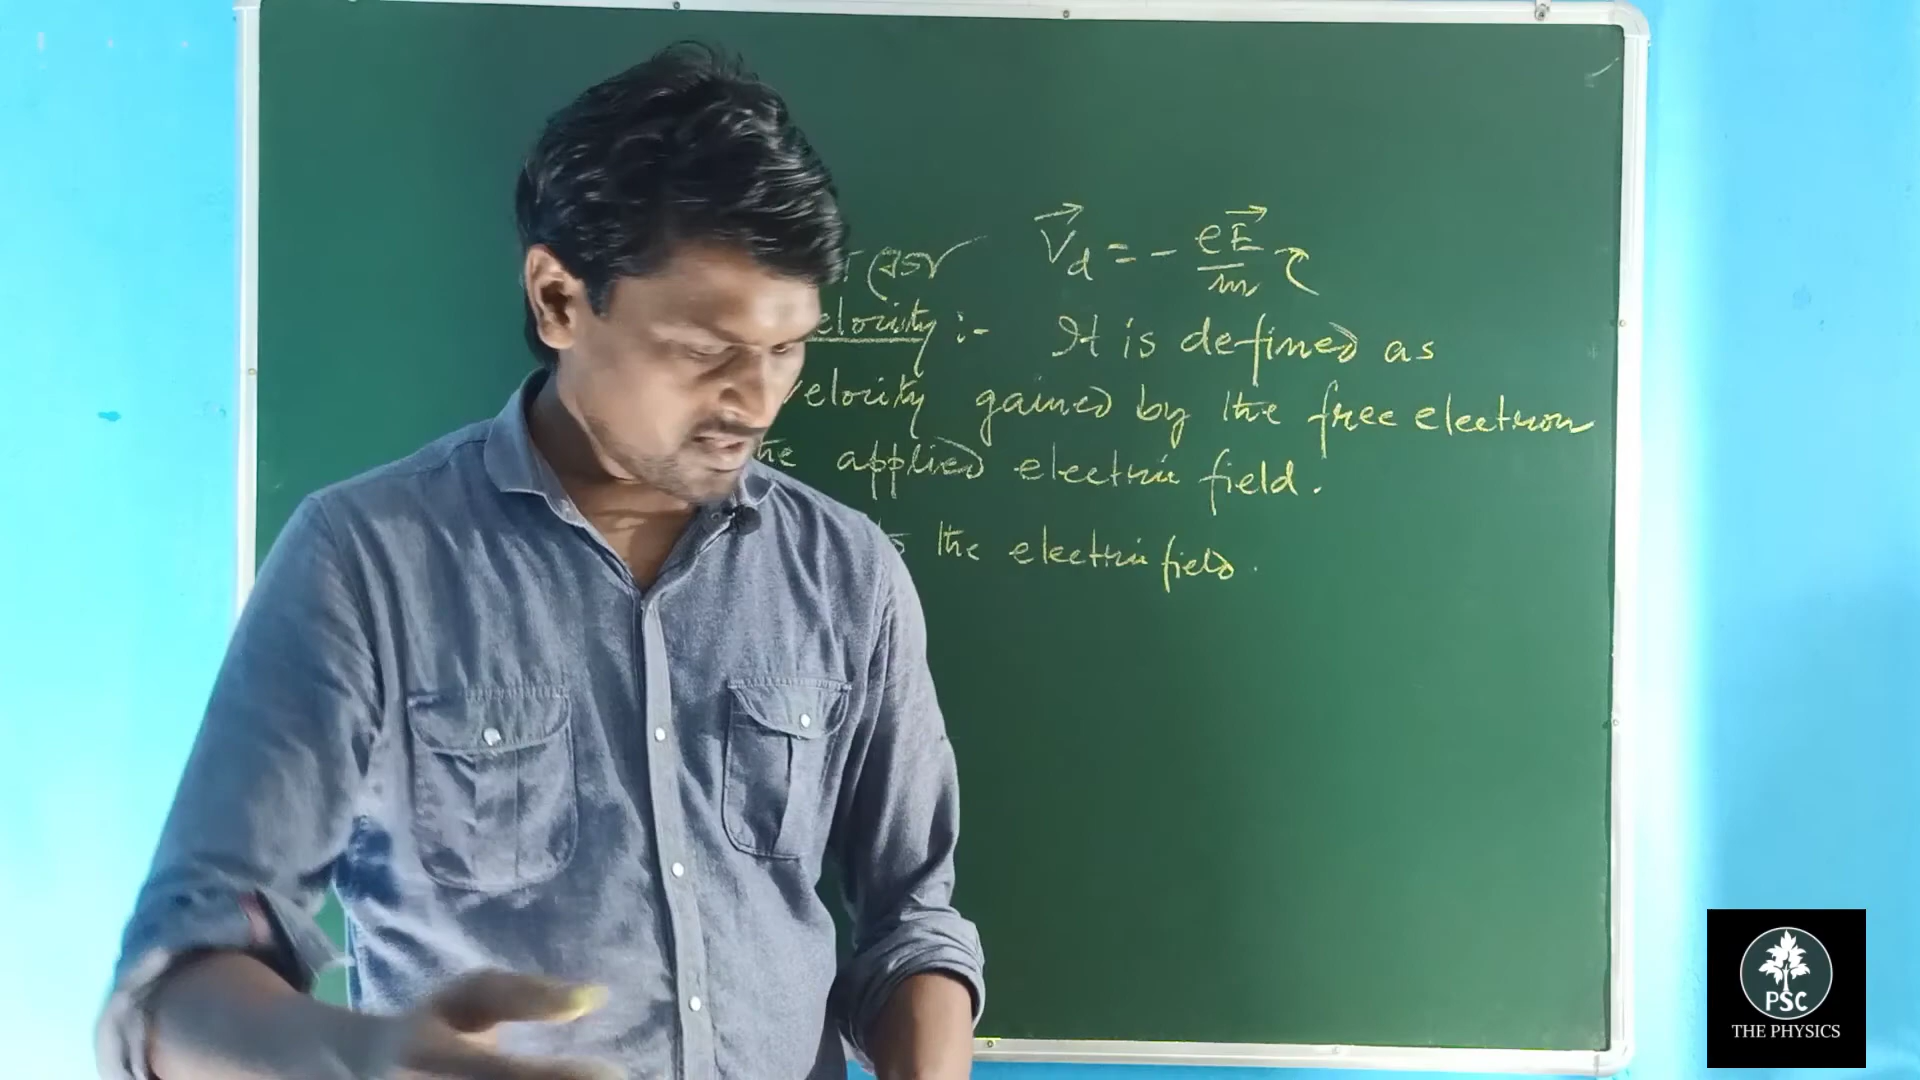 V⃗d = - eE⃗/m τ
elocity :- It is defined as
velocity gained by the free electron
the applied electric field.
the electric field.
PSC
THE PHYSICS